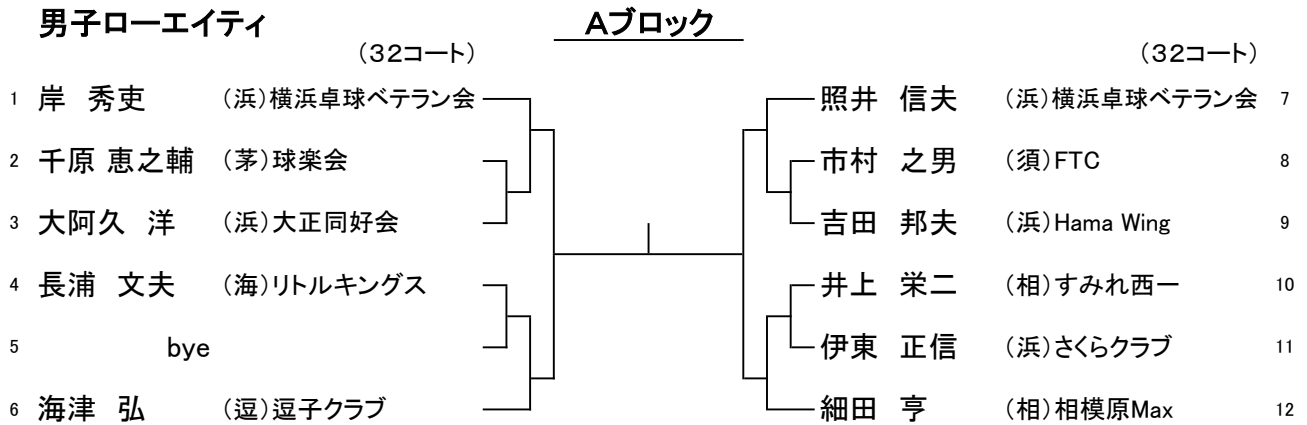 男子ローエイティ Aブロック
(32コート) (32コート)
1 岸 秀吏 (浜)横浜卓球ベテラン会 照井 信夫 (浜)横浜卓球ベテラン会 7
2 千原 恵之輔 (茅)球楽会 市村 之男 (須)FTC 8
3 大阿久 洋 (浜)大正同好会 吉田 邦夫 (浜)Hama Wing 9
4 長浦 文夫 (海)リトルキングス 井上 栄二 (相)すみれ西一 10
5 bye 伊東 正信 (浜)さくらクラブ 11
6 海津 弘 (逗)逗子クラブ 細田 亨 (相)相模原Max 12